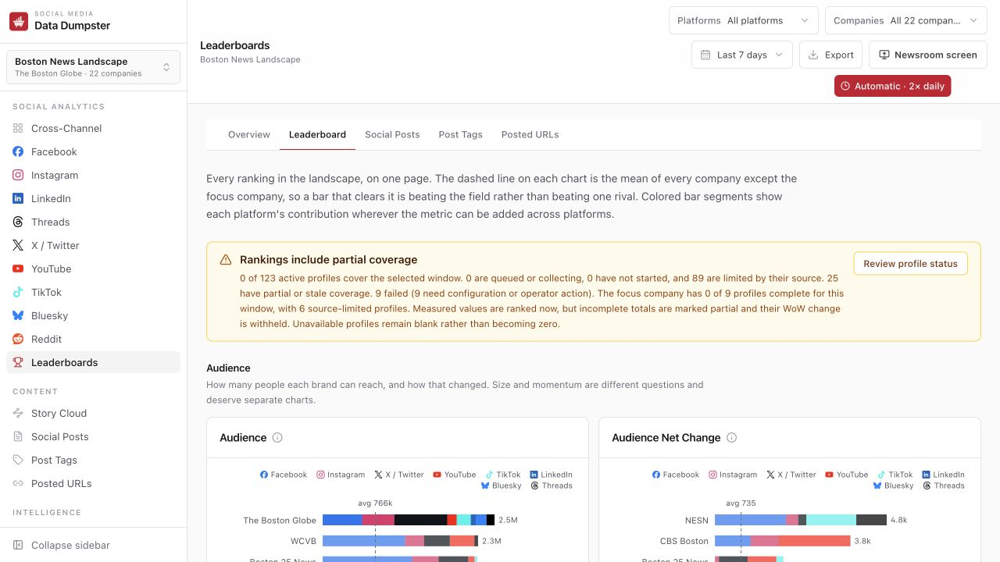 SOCIAL MEDIA
Data Dumpster
Boston News Landscape
The Boston Globe · 22 companies
SOCIAL ANALYTICS
Cross-Channel
Facebook
Instagram
LinkedIn
Threads
X / Twitter
YouTube
TikTok
Bluesky
Reddit
Leaderboards
CONTENT
Story Cloud
Social Posts
Post Tags
Posted URLs
INTELLIGENCE
Collapse sidebar
Leaderboards
Boston News Landscape
Platforms All platforms
Companies All 22 compan...
Last 7 days
Export
Newsroom screen
Automatic · 2× daily
Overview Leaderboard Social Posts Post Tags Posted URLs
Every ranking in the landscape, on one page. The dashed line on each chart is the mean of every company except the
focus company, so a bar that clears it is beating the field rather than beating one rival. Colored bar segments show
each platform's contribution wherever the metric can be added across platforms.
Rankings include partial coverage
0 of 123 active profiles cover the selected window. 0 are queued or collecting, 0 have not started, and 89 are limited by their source. 25
have partial or stale coverage. 9 failed (9 need configuration or operator action). The focus company has 0 of 9 profiles complete for this
window, with 6 source-limited profiles. Measured values are ranked now, but incomplete totals are marked partial and their WoW change
is withheld. Unavailable profiles remain blank rather than becoming zero.
Review profile status
Audience
How many people each brand can reach, and how that changed. Size and momentum are different questions and
deserve separate charts.
Audience
Facebook Instagram X / Twitter YouTube TikTok LinkedIn
Bluesky Threads
avg 766k
The Boston Globe 2.5M
WCVB 2.3M
Boston 25 News
Audience Net Change
Facebook Instagram X / Twitter YouTube TikTok LinkedIn
Bluesky Threads
avg 735
NESN 4.8k
CBS Boston 3.8k
Boston 25 News